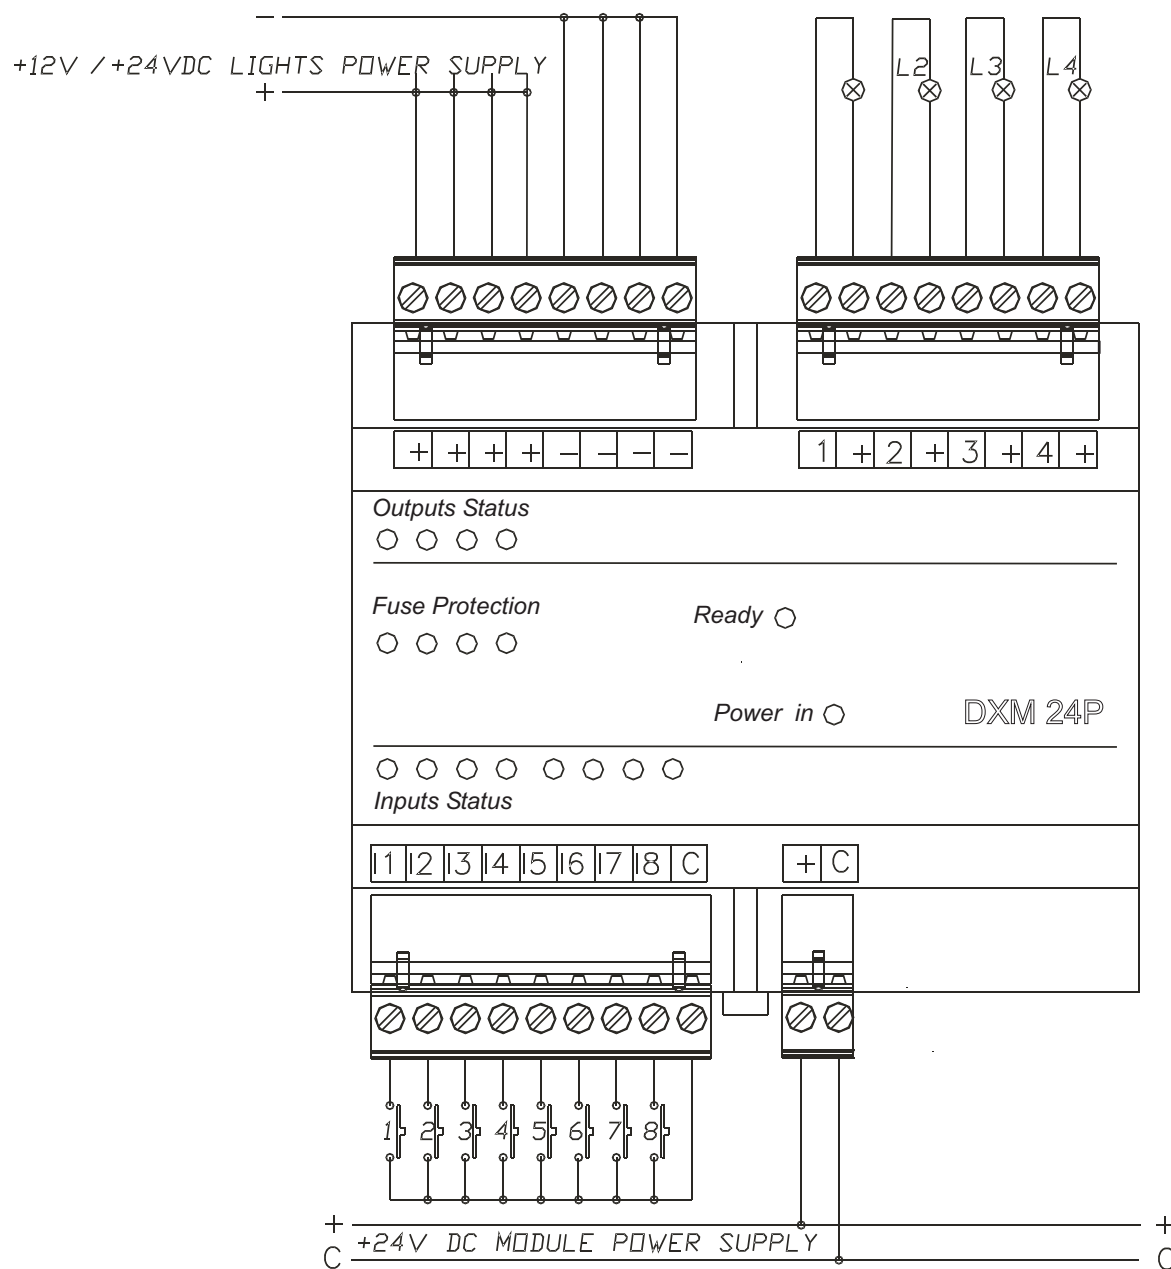 −
+12V /+24VDC LIGHTS POWER SUPPLY
+
L2 L3 L4
+ + + + − − − −
1 + 2 + 3 + 4 +
Outputs Status
Fuse Protection
Ready
Power in
DXM 24P
Inputs Status
I1 I2 I3 I4 I5 I6 I7 I8 C
+ C
1 2 3 4 5 6 7 8
+ +
+24V DC MODULE POWER SUPPLY
C C